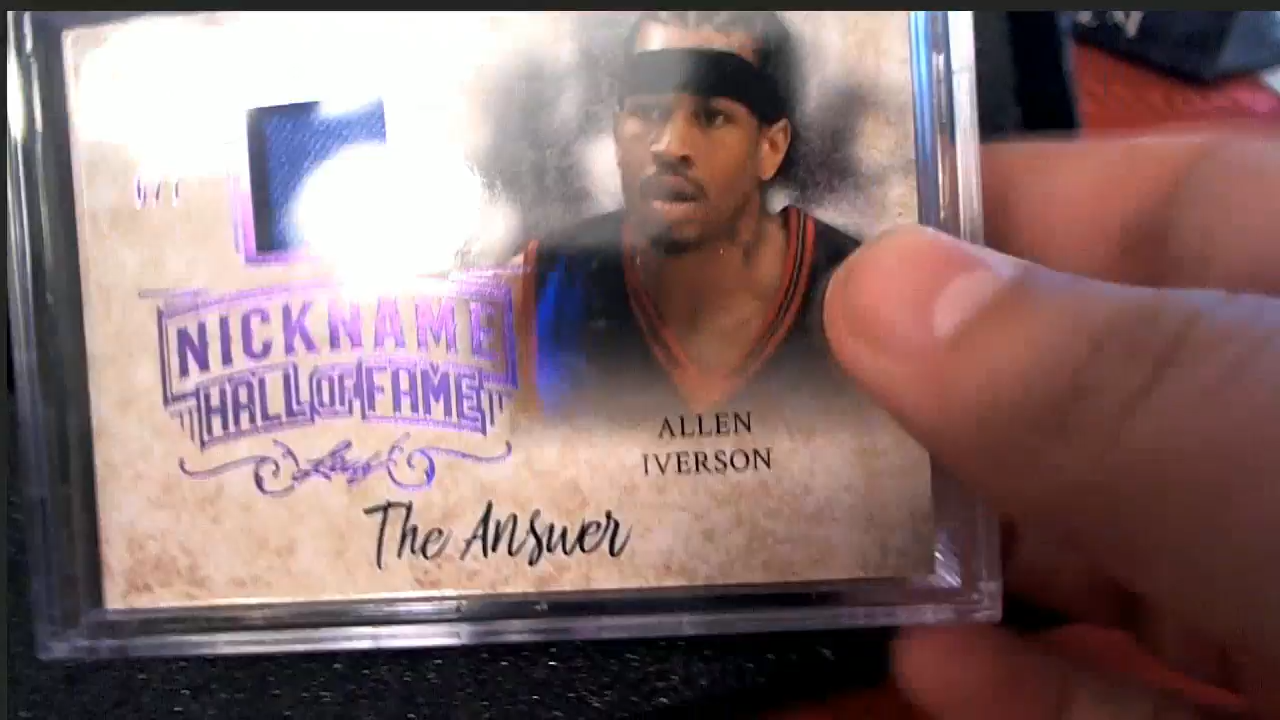 NICKNAME
HALL OF FAME
Leaf
ALLEN
IVERSON
The Answer